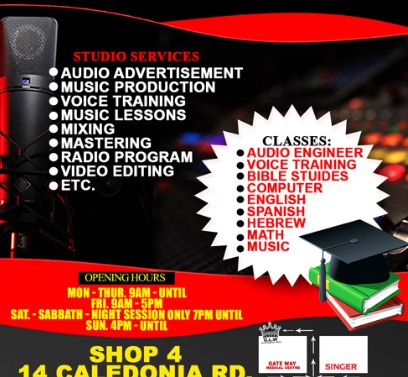 STUDIO SERVICES
AUDIO ADVERTISEMENT
MUSIC PRODUCTION
VOICE TRAINING
MUSIC LESSONS
MIXING
MASTERING
RADIO PROGRAM
VIDEO EDITING
ETC.
CLASSES:
AUDIO ENGINEER
VOICE TRAINING
BIBLE STUIDES
COMPUTER
ENGLISH
SPANISH
HEBREW
MATH
MUSIC
OPENING HOURS
MON - THUR. 9AM - UNTIL
FRI. 9AM - 5PM
SAT. - SABBATH - NIGHT SESSION ONLY 7PM UNTIL
SUN. 4PM - UNTIL
SHOP 4
14 CALEDONIA RD.
GATE WAY
MEDICAL CENTRE
SINGER